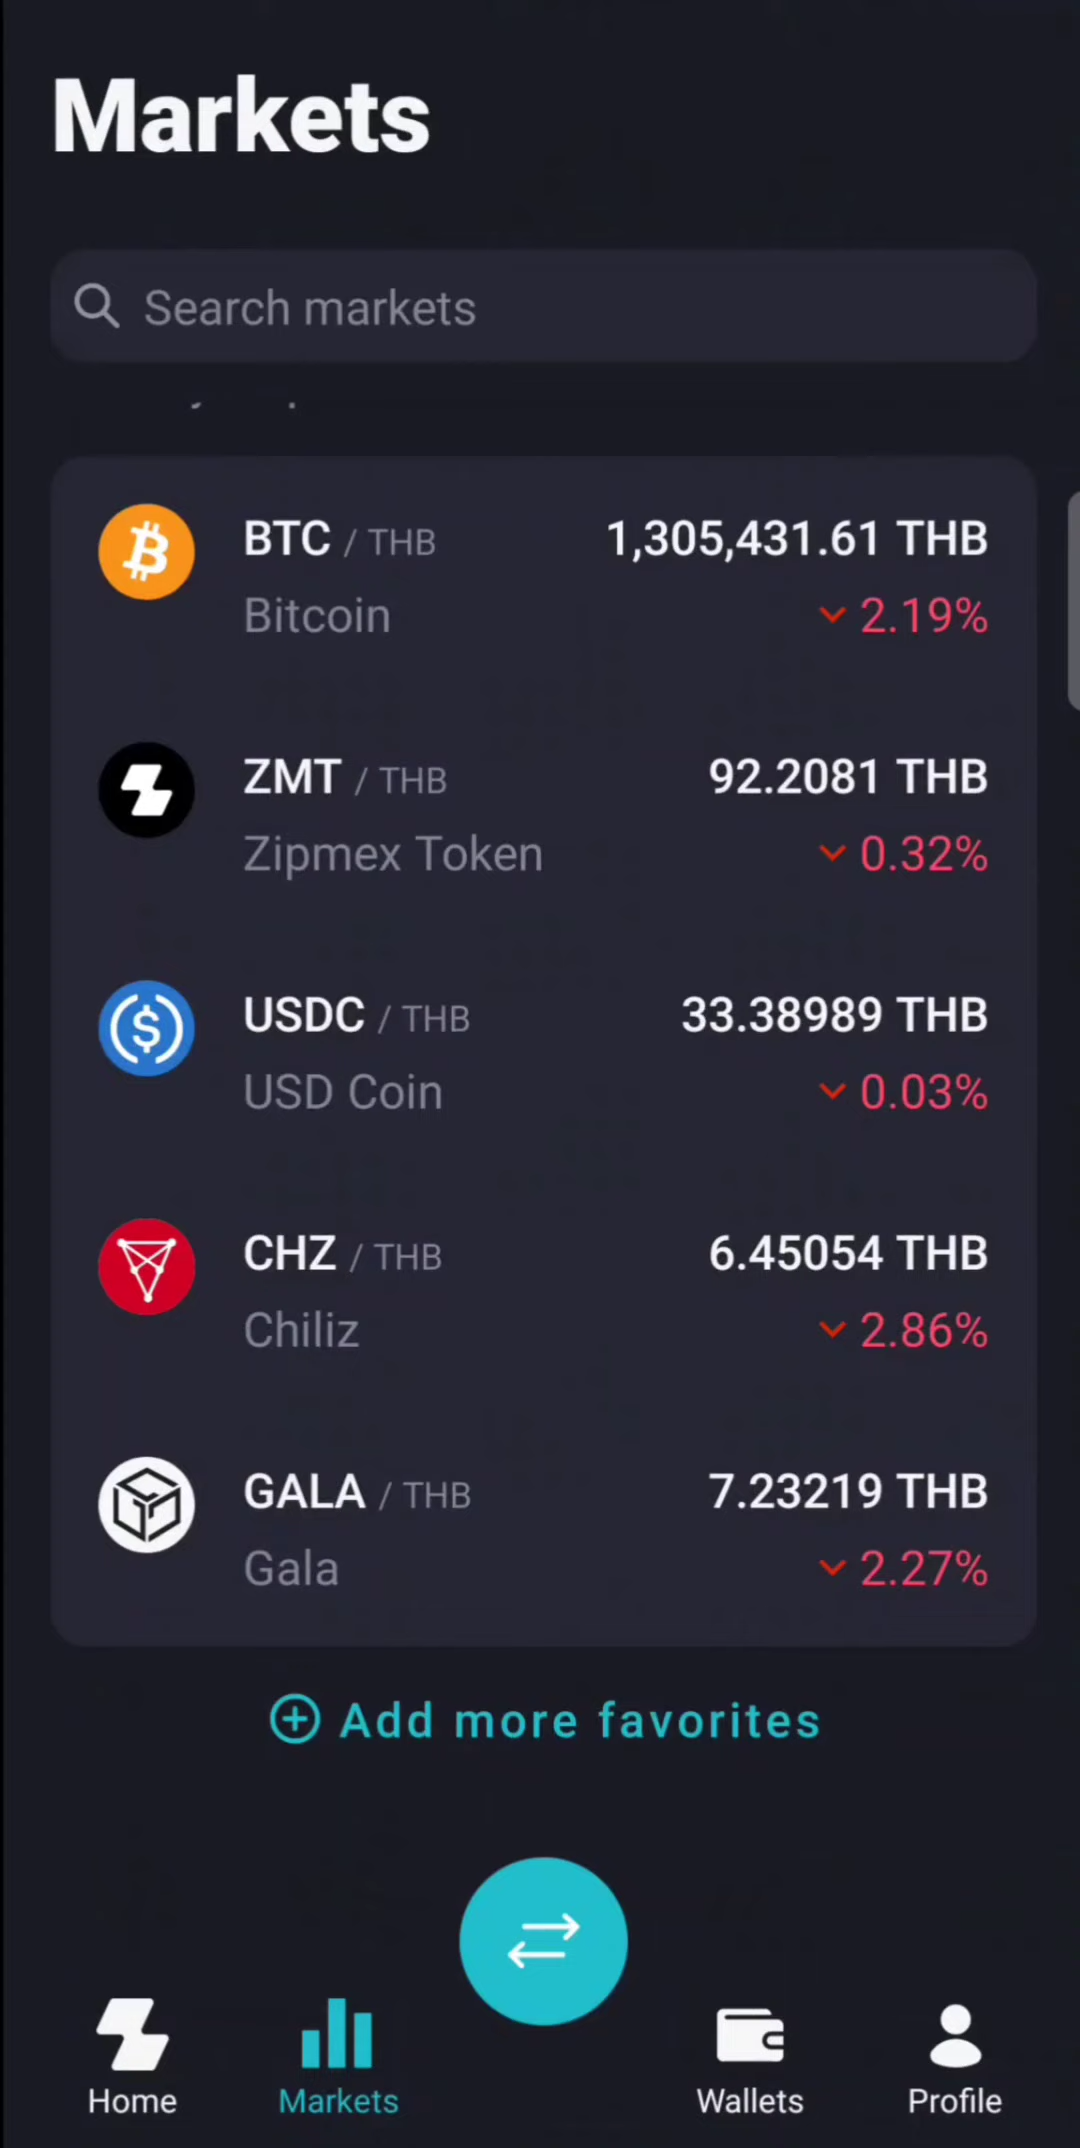 Markets
Search markets
BTC / THB 1,305,431.61 THB
Bitcoin 2.19%
ZMT / THB 92.2081 THB
Zipmex Token 0.32%
USDC / THB 33.38989 THB
USD Coin 0.03%
CHZ / THB 6.45054 THB
Chiliz 2.86%
GALA / THB 7.23219 THB
Gala 2.27%
Add more favorites
Home Markets Wallets Profile